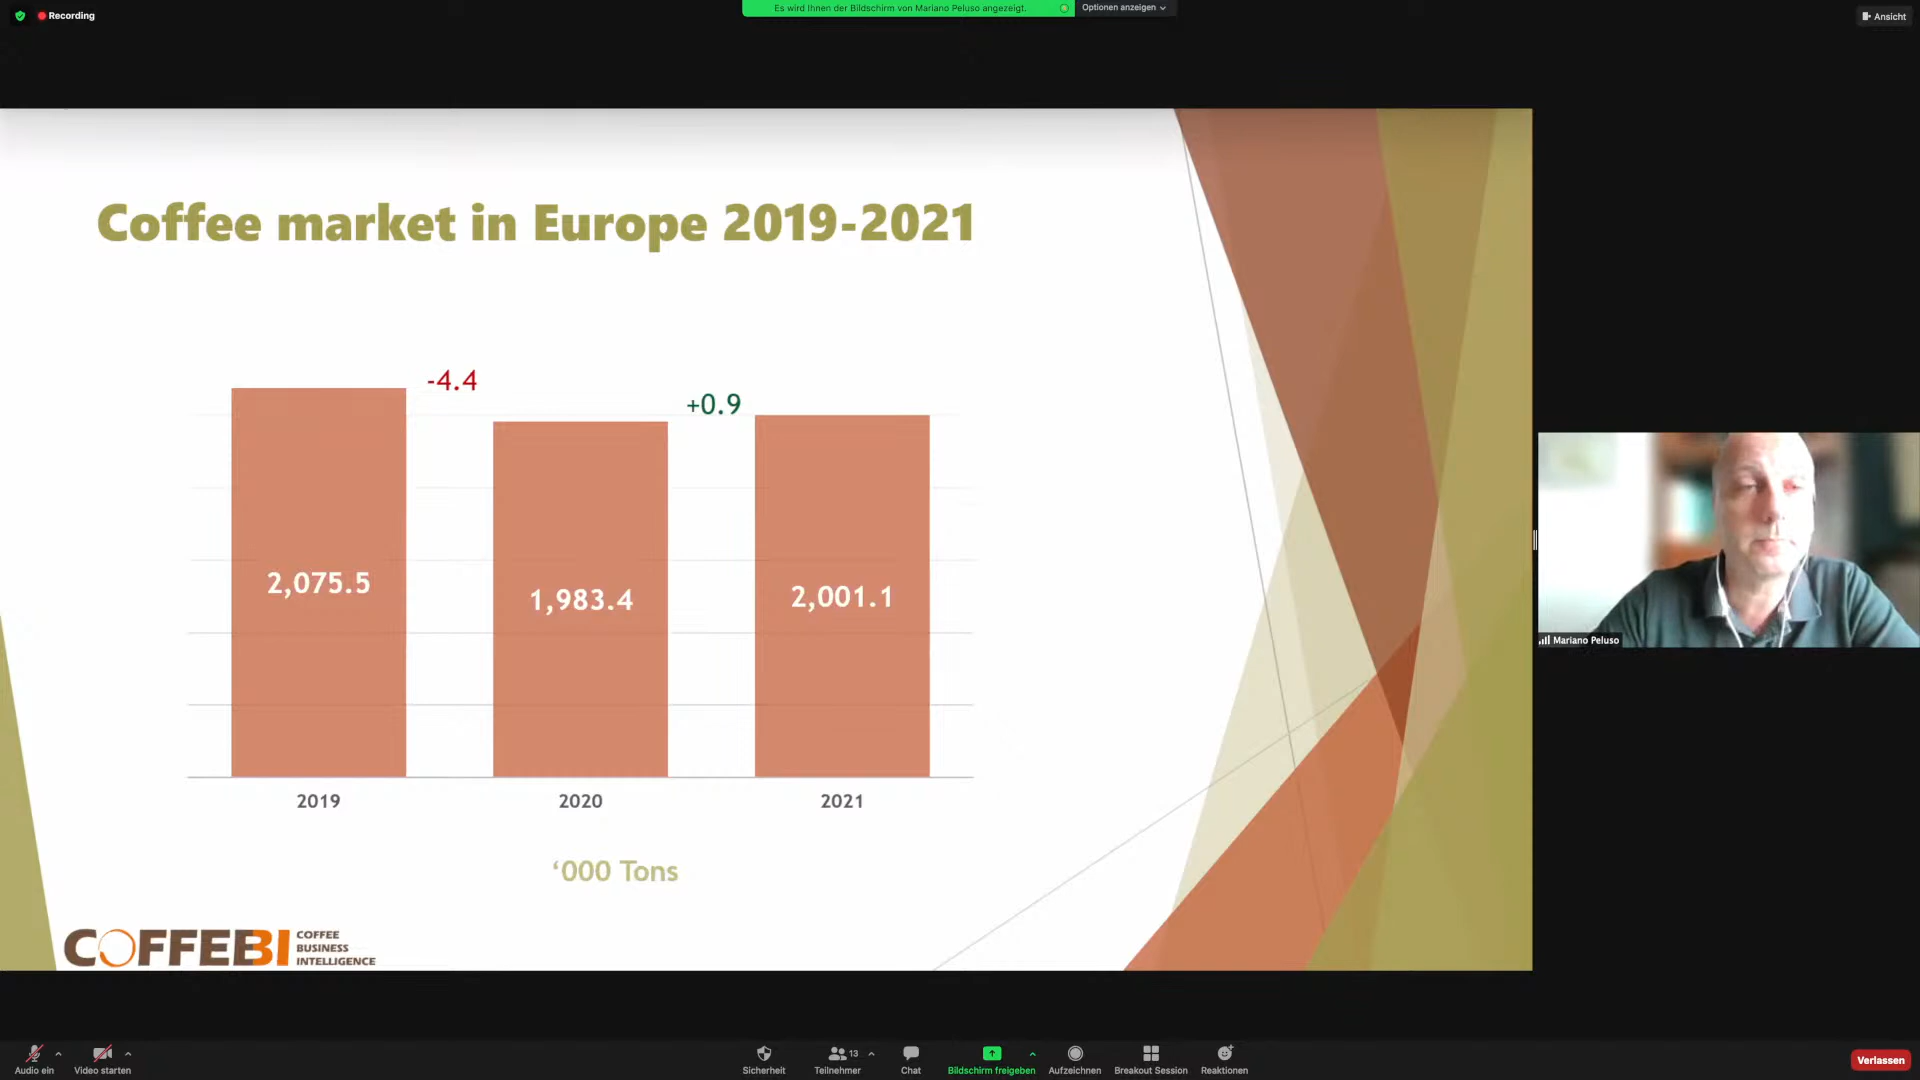 Recording
Es wird Ihnen der Bildschirm von Mariano Peluso angezeigt.
Optionen anzeigen
Ansicht
Coffee market in Europe 2019-2021
-4.4
+0.9
2,075.5
1,983.4
2,001.1
2019
2020
2021
‘000 Tons
COFFEEBI
COFFEE
BUSINESS
INTELLIGENCE
Mariano Peluso
Audio ein
Video starten
Sicherheit
13
Teilnehmer
Chat
Bildschirm freigeben
Aufzeichnen
Breakout Session
Reaktionen
Verlassen